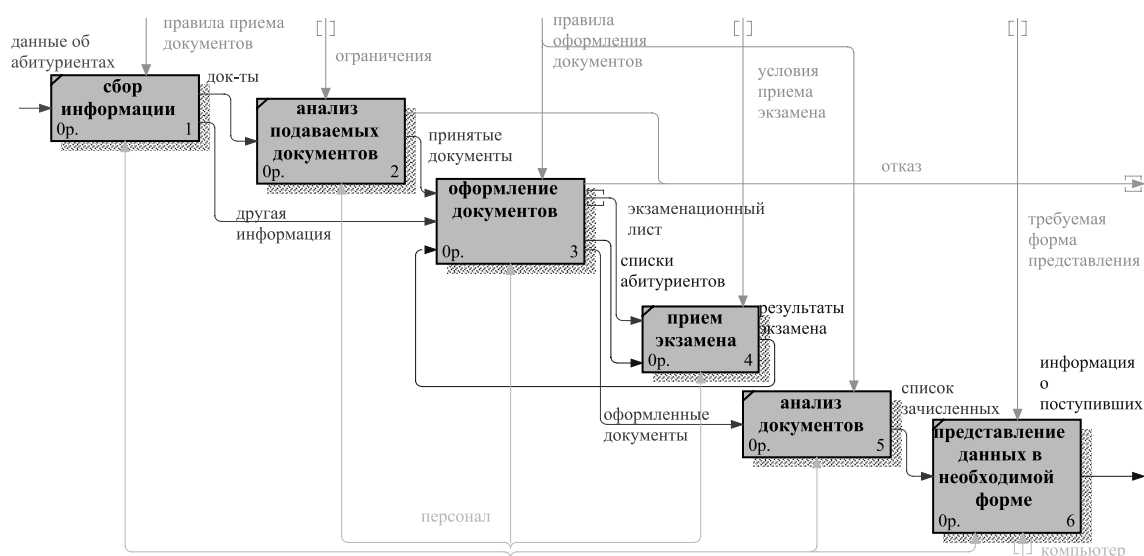 правила приема
документов
данные об
абитуриентах
ограничения
правила
оформления
документов
условия
приема
экзамена
сбор
информации
0р. 1
док-ты
анализ
подаваемых
документов
0р. 2
принятые
документы
отказ
оформление
документов
0р. 3
другая
информация
экзаменационный
лист
списки
абитуриентов
требуемая
форма
представления
прием
экзамена
0р. 4
результаты
экзамена
информация
о
поступивших
анализ
документов
0р. 5
список
зачисленных
оформленные
документы
представление
данных в
необходимой
форме
0р. 6
персонал
компьютер